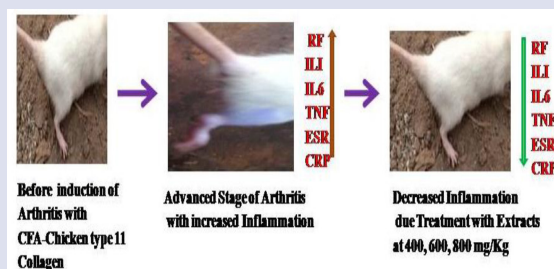 RF
IL1
IL6
TNF
ESR
CRF
RF
IL1
IL6
TNF
ESR
CRF
Before induction of
Arthritis with
CFA-Chicken type 11
Collagen
Advanced Stage of Arthritis
with increased Inflammation
Decreased Inflammation
due Treatment with Extracts
at 400, 600, 800 mg/Kg